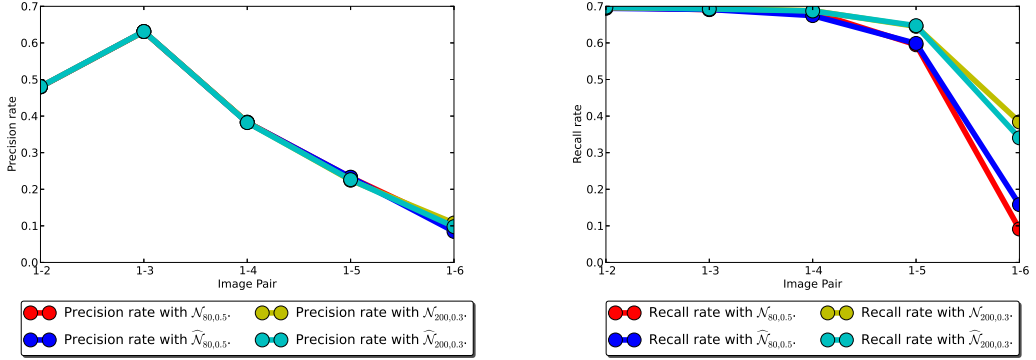 Precision rate
0.7
0.6
0.5
0.4
0.3
0.2
0.1
0.0
1-2 1-3 1-4 1-5 1-6
Image Pair
Precision rate with 𝒩80,0.5. Precision rate with 𝒩200,0.3.
Precision rate with 𝒩̂80,0.5. Precision rate with 𝒩̂200,0.3.
Recall rate
0.7
0.6
0.5
0.4
0.3
0.2
0.1
0.0
1-2 1-3 1-4 1-5 1-6
Image Pair
Recall rate with 𝒩80,0.5. Recall rate with 𝒩200,0.3.
Recall rate with 𝒩̂80,0.5. Recall rate with 𝒩̂200,0.3.